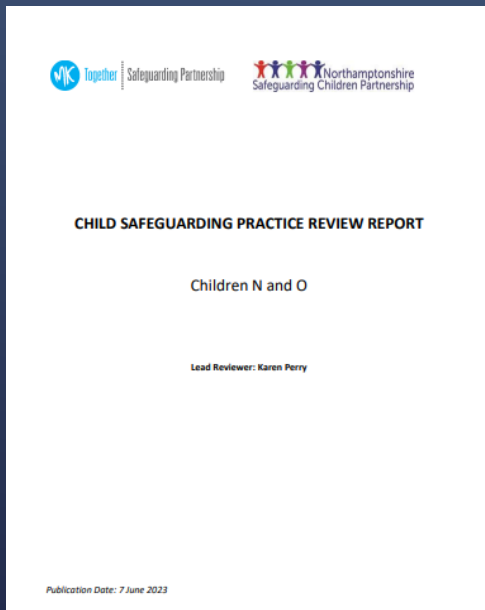 MK Together Safeguarding Partnership
Northamptonshire
Safeguarding Children Partnership
CHILD SAFEGUARDING PRACTICE REVIEW REPORT
Children N and O
Lead Reviewer: Karen Perry
Publication Date: 7 June 2023